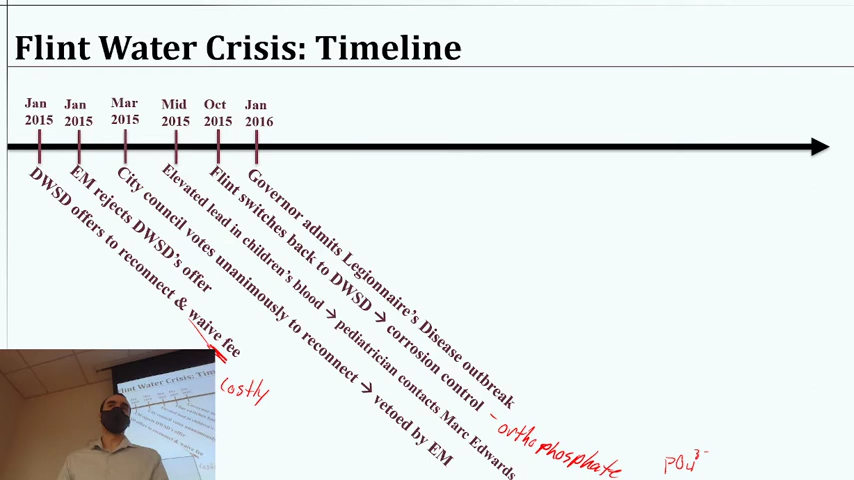 Flint Water Crisis: Timeline
Jan 2015
Jan 2015
Mar 2015
Mid 2015
Oct 2015
Jan 2016
DWSD offers to reconnect & waive fee
EM rejects DWSD's offer
City council votes unanimously to reconnect → vetoed by EM
Elevated lead in children's blood → pediatrician contacts Marc Edwards
Flint switches back to DWSD → corrosion control
Governor admits Legionnaire's Disease outbreak
costly
- orthophosphate
PO4 3-